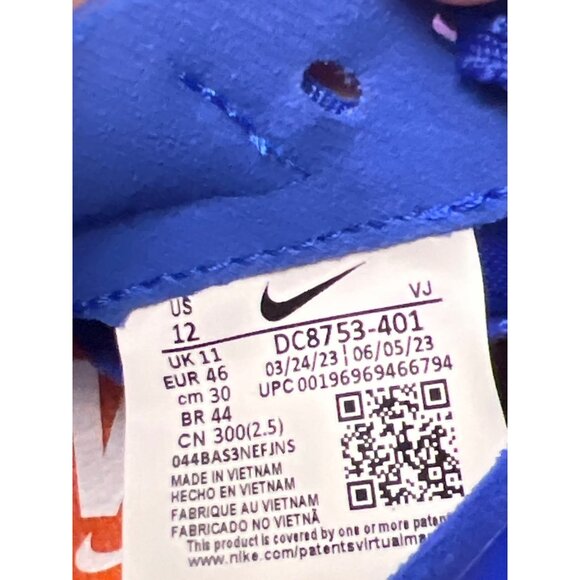 US
12
UK 11
EUR 46
cm 30
BR 44
CN 300(2.5)
044BAS3NEFJNS
MADE IN VIETNAM
HECHO EN VIETNAM
FABRIQUE AU VIETNAM
FABRICADO NO VIETNÃ
VJ
DC8753-401
03/24/23 | 06/05/23
UPC 00196969466794
This product is covered by one or more paten
www.nike.com/patentsvirtualmar